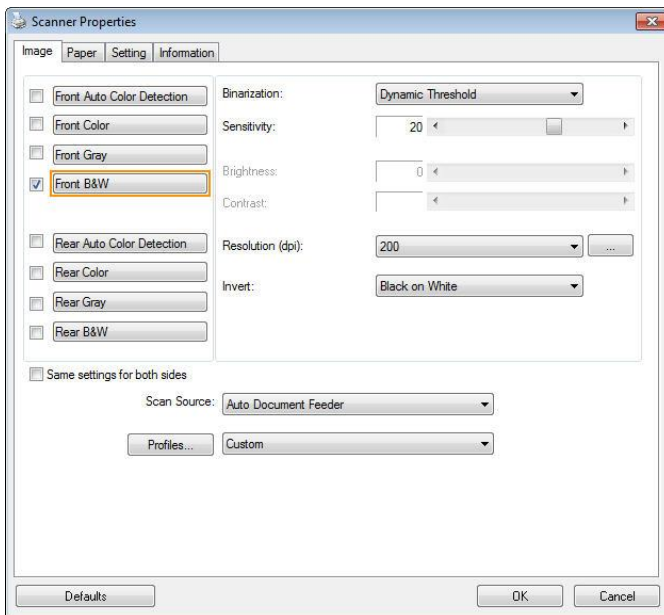 Scanner Properties
Image Paper Setting Information
Front Auto Color Detection
Front Color
Front Gray
Front B&W
Rear Auto Color Detection
Rear Color
Rear Gray
Rear B&W
Binarization: Dynamic Threshold
Sensitivity: 20
Brightness: 0
Contrast:
Resolution (dpi): 200 ...
Invert: Black on White
Same settings for both sides
Scan Source: Auto Document Feeder
Profiles... Custom
Defaults OK Cancel